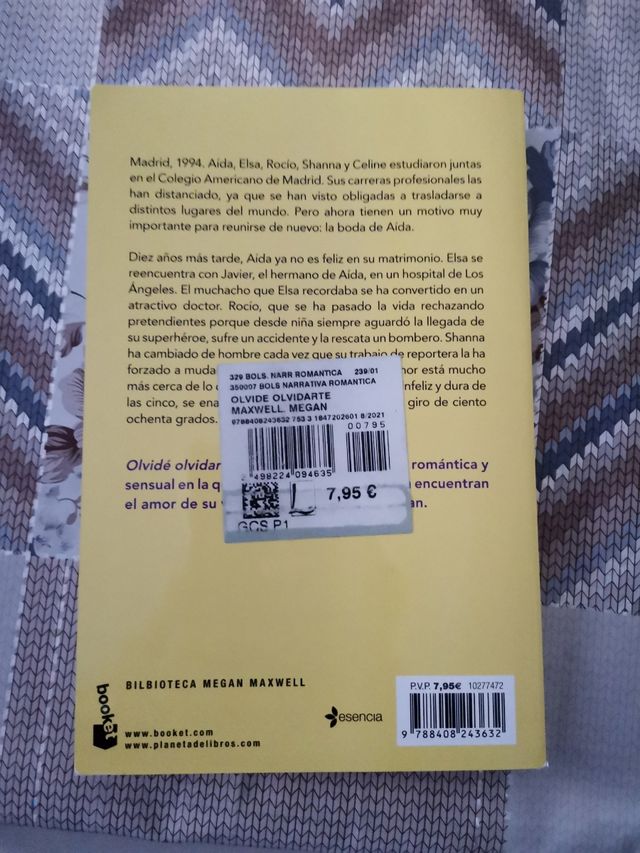 Madrid, 1994. Aída, Elsa, Rocío, Shanna y Celine estudiaron juntas
en el Colegio Americano de Madrid. Sus carreras profesionales las
han distanciado, ya que se han visto obligadas a trasladarse a
distintos lugares del mundo. Pero ahora tienen un motivo muy
importante para reunirse de nuevo: la boda de Aída.
Diez años más tarde, Aída ya no es feliz en su matrimonio. Elsa se
reencuentra con Javier, el hermano de Aída, en un hospital de Los
Ángeles. El muchacho que Elsa recordaba se ha convertido en un
atractivo doctor. Rocío, que se ha pasado la vida rechazando
pretendientes porque desde niña siempre aguardó la llegada de
su superhéroe, sufre un accidente y la rescata un bombero. Shanna
ha cambiado de hombre cada vez que su trabajo de reportera la ha
forzado a muda nor está mucho
más cerca de lo nfeliz y dura de
las cinco, se ena giro de ciento
ochenta grados.
329 BOLS. NARR ROMANTICA 239/01
350007 BOLS NARRATIVA ROMANTICA
OLVIDE OLVIDARTE
MAXWELL, MEGAN
9788408243632 753 3 1847202601 8/2021
00795
2498224 094635
7,95 €
GCS P1
Olvidé olvidar romántica y
sensual en la q encuentran
el amor de su v an.
BILBIOTECA MEGAN MAXWELL
booket
www.booket.com
www.planetadelibros.com
esencia
P.V.P. 7,95€ 10277472
9 788408 243632